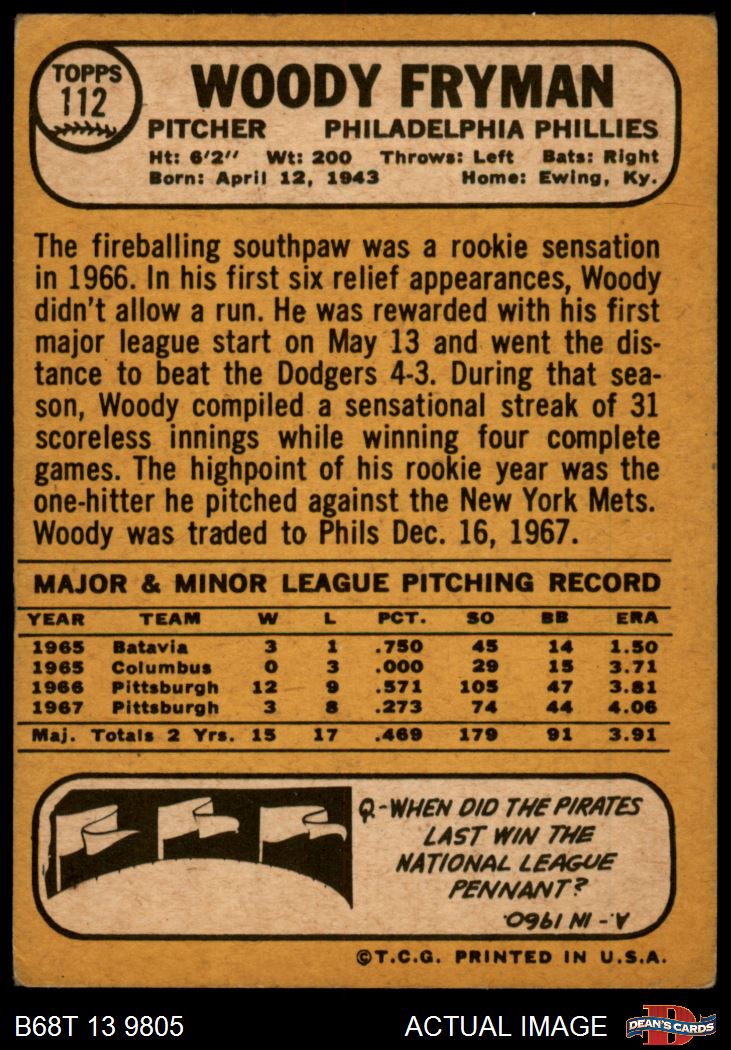 TOPPS
112
WOODY FRYMAN
PITCHER PHILADELPHIA PHILLIES
Ht: 6'2" Wt: 200 Throws: Left Bats: Right
Born: April 12, 1943 Home: Ewing, Ky.
The fireballing southpaw was a rookie sensation
in 1966. In his first six relief appearances, Woody
didn't allow a run. He was rewarded with his first
major league start on May 13 and went the dis-
tance to beat the Dodgers 4-3. During that sea-
son, Woody compiled a sensational streak of 31
scoreless innings while winning four complete
games. The highpoint of his rookie year was the
one-hitter he pitched against the New York Mets.
Woody was traded to Phils Dec. 16, 1967.
MAJOR & MINOR LEAGUE PITCHING RECORD
YEAR TEAM W L PCT. SO BB ERA
1965 Batavia 3 1 .750 45 14 1.50
1965 Columbus 0 3 .000 29 15 3.71
1966 Pittsburgh 12 9 .571 105 47 3.81
1967 Pittsburgh 3 8 .273 74 44 4.06
Maj. Totals 2 Yrs. 15 17 .469 179 91 3.91
Q-WHEN DID THE PIRATES
LAST WIN THE
NATIONAL LEAGUE
PENNANT?
A.- IN 1960.
©T.C.G. PRINTED IN U.S.A.
B68T 13 9805 ACTUAL IMAGE DEAN'S CARDS